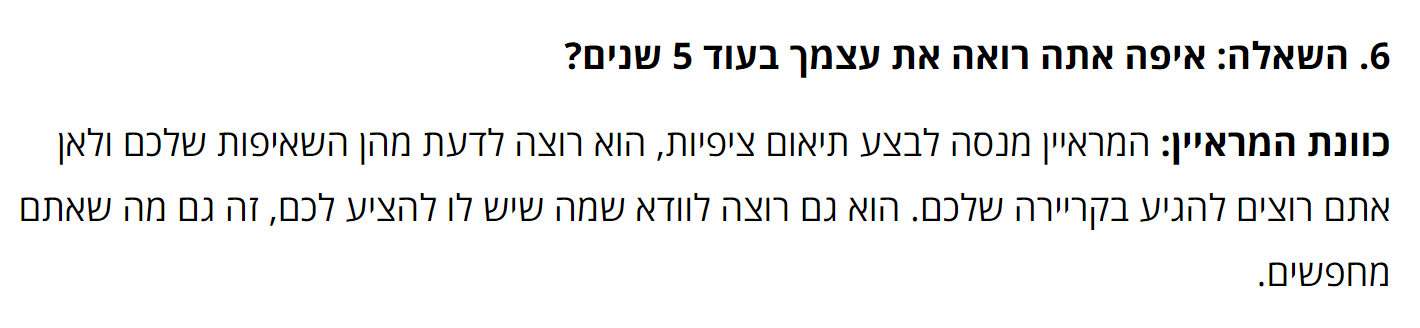 6. השאלה: איפה אתה רואה את עצמך בעוד 5 שנים?
כוונת המראיין: המראיין מנסה לבצע תיאום ציפיות, הוא רוצה לדעת מהן השאיפות שלכם ולאן
אתם רוצים להגיע בקריירה שלכם. הוא גם רוצה לוודא שמה שיש לו להציע לכם, זה גם מה שאתם
מחפשים.